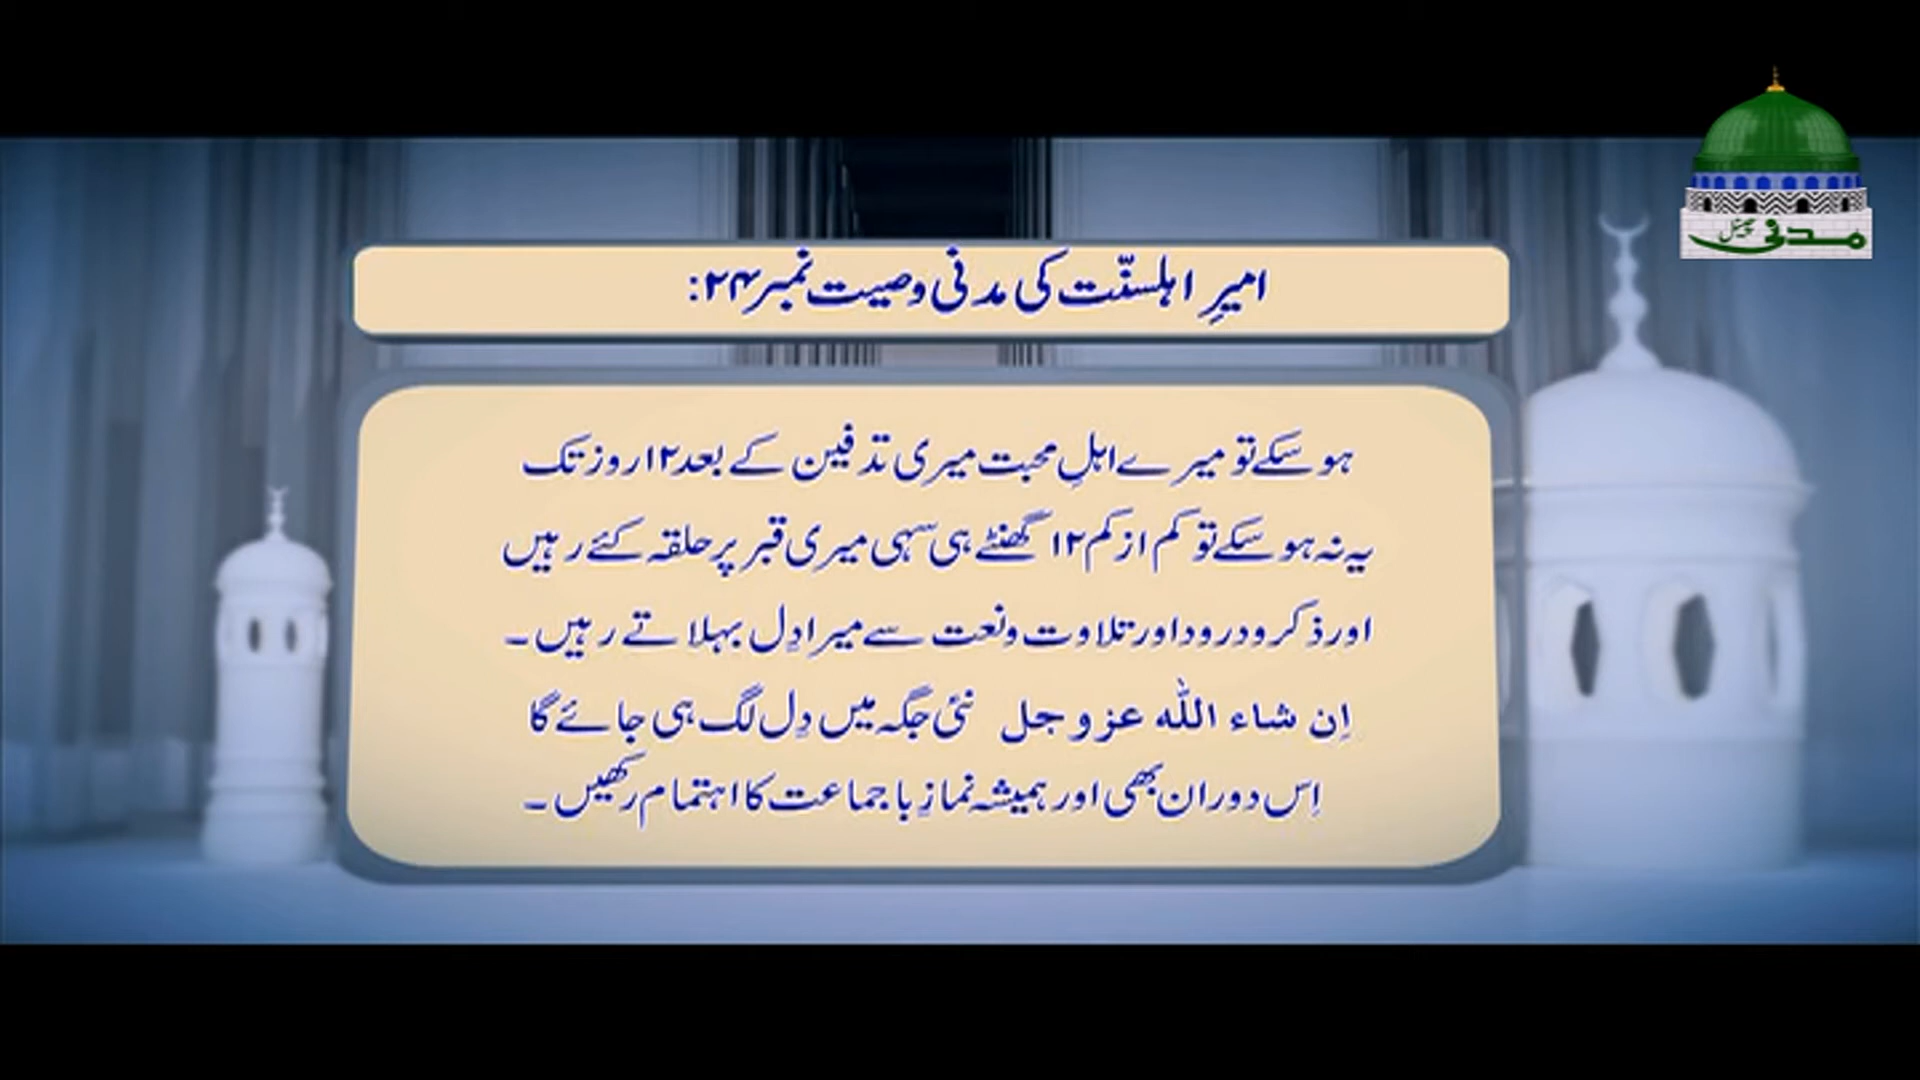 مدنی چینل
امیرِ اہلسنّت کی مدنی وصیت نمبر ۲۴:
ہو سکے تو میرے اہلِ محبت میری تدفین کے بعد ۱۲ روز تک
یہ نہ ہو سکے تو کم از کم ۱۲ گھنٹے ہی سہی میری قبر پر حلقہ کئے رہیں
اور ذکر و درود اور تلاوت و نعت سے میرا دِل بہلاتے رہیں۔
اِن شاء اللہ عزوجل نئی جگہ میں دِل لگ ہی جائے گا
اِس دوران بھی اور ہمیشہ نمازِ با جماعت کا اہتمام رکھیں۔